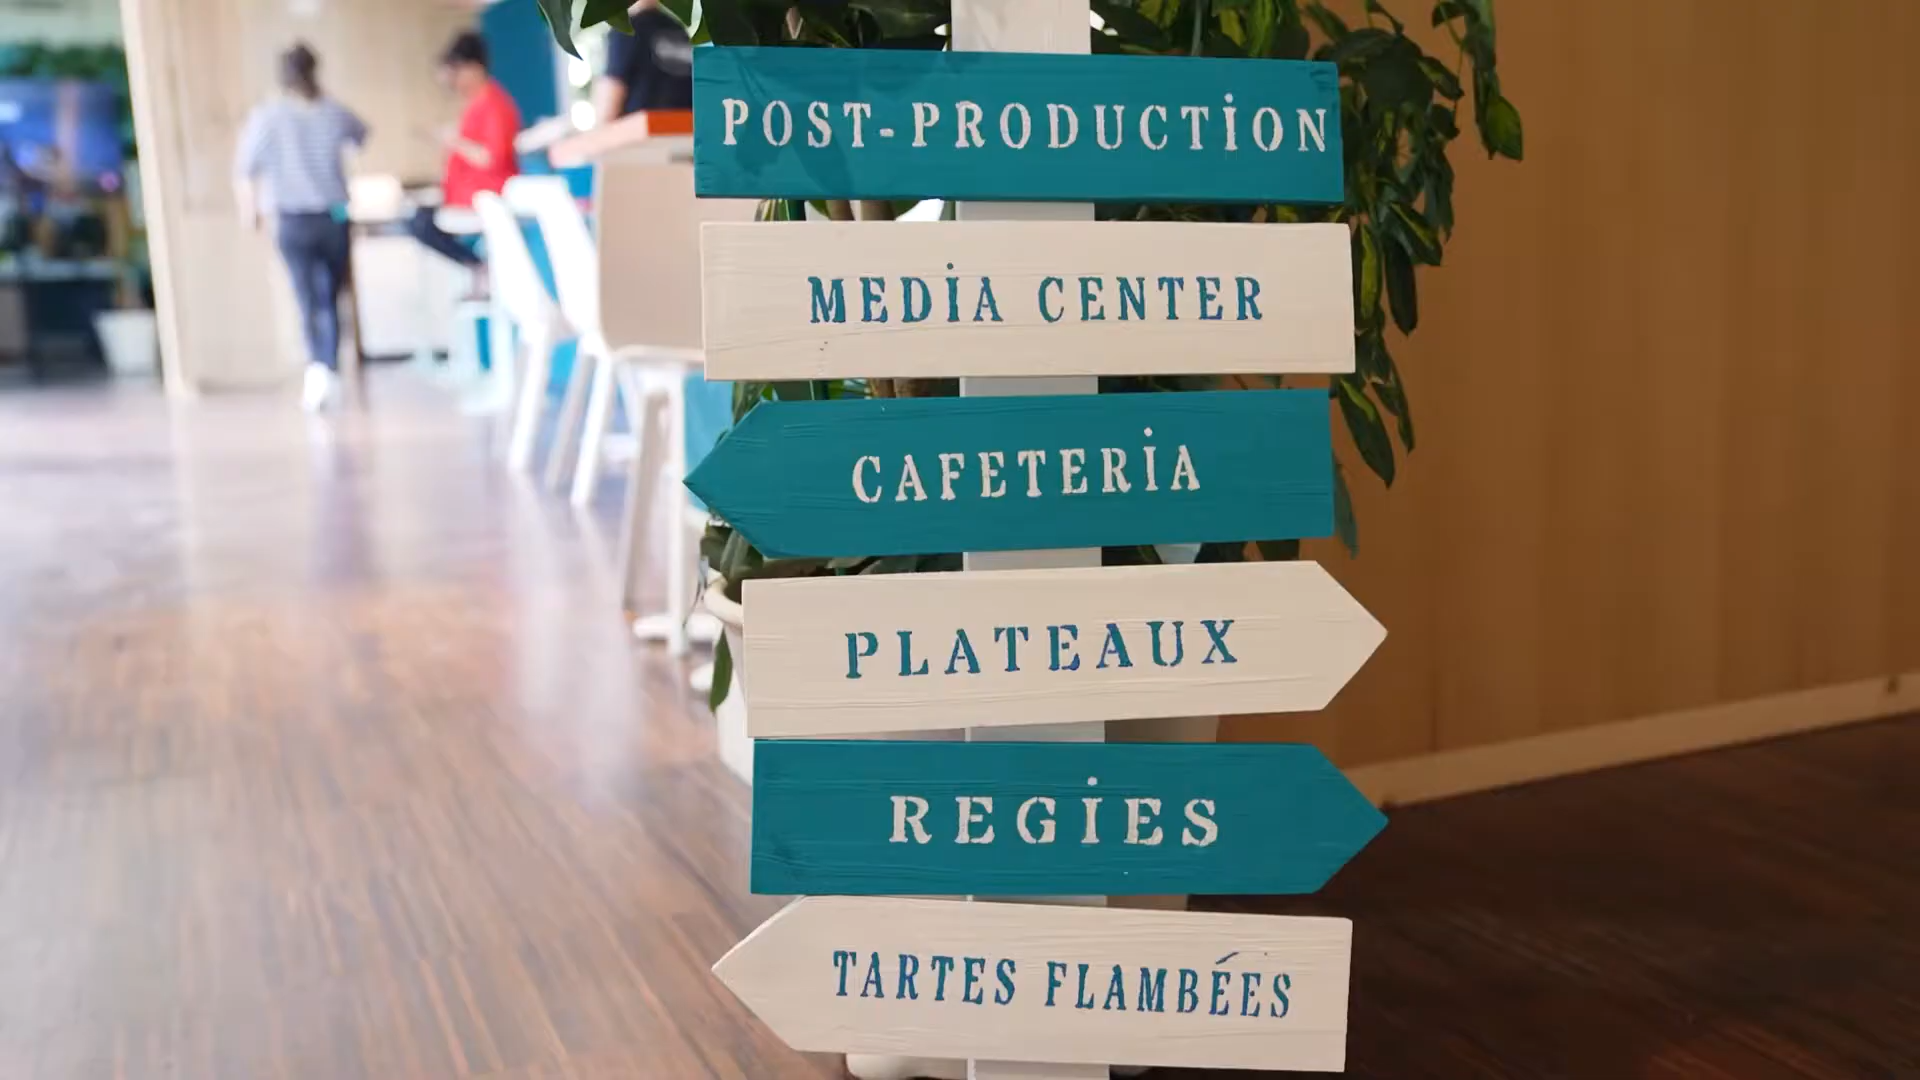 POST-PRODUCTION
MEDIA CENTER
CAFETERIA
PLATEAUX
REGIES
TARTES FLAMBÉES